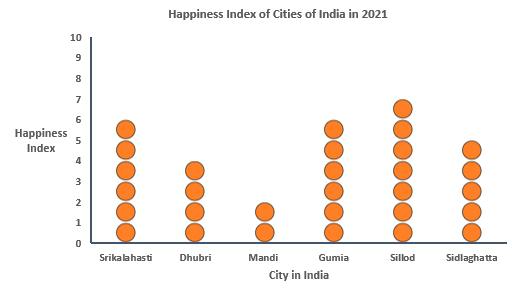 Happiness Index of Cities of India in 2021
10
9
8
7
6
5
4
3
2
1
0
Happiness
Index
Srikalahasti Dhubri Mandi Gumia Sillod Sidlaghatta
City in India